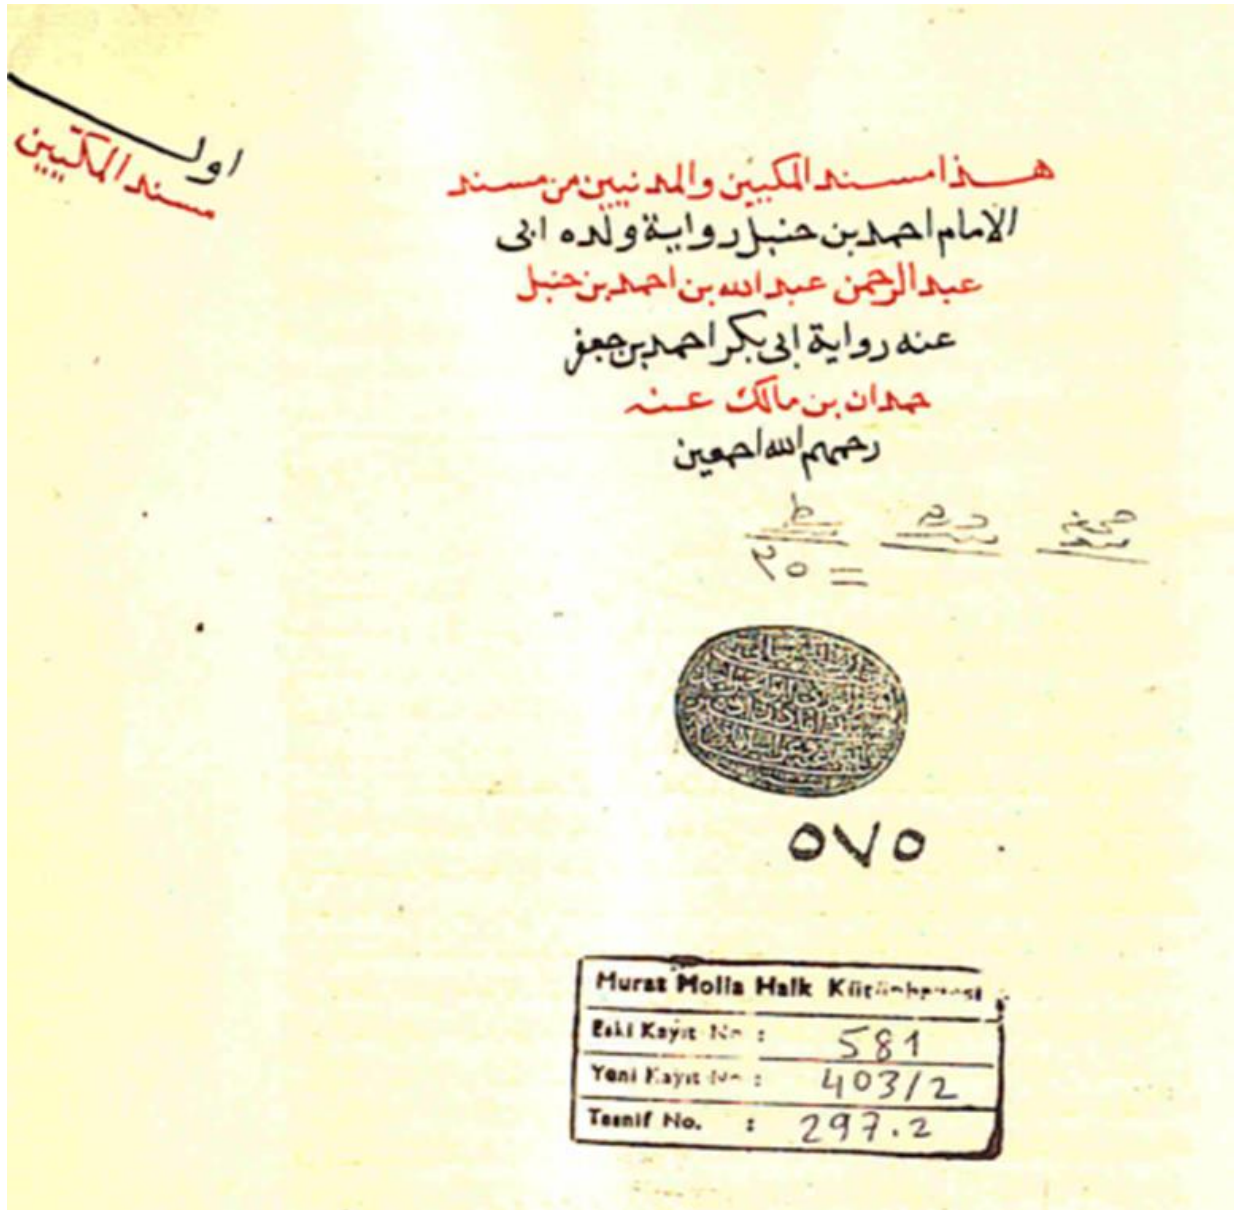 اول
مسند المكيين
هذا مسند المكيين والمدنيين من مسند
الامام احمد بن حنبل رواية ولده ابى
عبد الرحمن عبد الله بن احمد بن حنبل
عنه رواية ابى بكر احمد بن جعفر
حمدان بن مالك عنه
رحمهم الله اجمعين
٢٥
٥٧٥
Murat Molla Halk Kütüphanesi
Eski Kayıt No : 581
Yeni Kayıt No : 403/2
Tasnif No. : 297.2